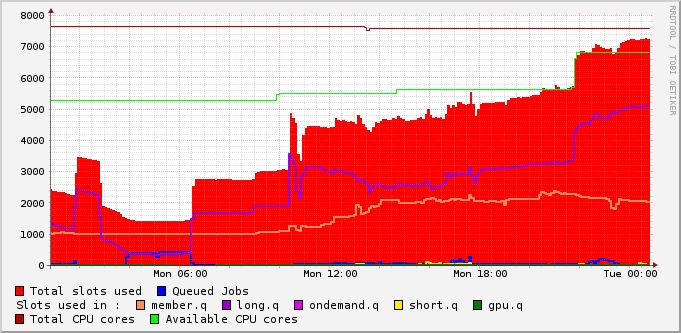 8000
7000
6000
5000
4000
3000
2000
1000
0
Mon 06:00 Mon 12:00 Mon 18:00 Tue 00:00
Total slots used Queued Jobs
Slots used in : member.q long.q ondemand.q short.q gpu.q
Total CPU cores Available CPU cores
RRDTOOL / TOBI OETIKER